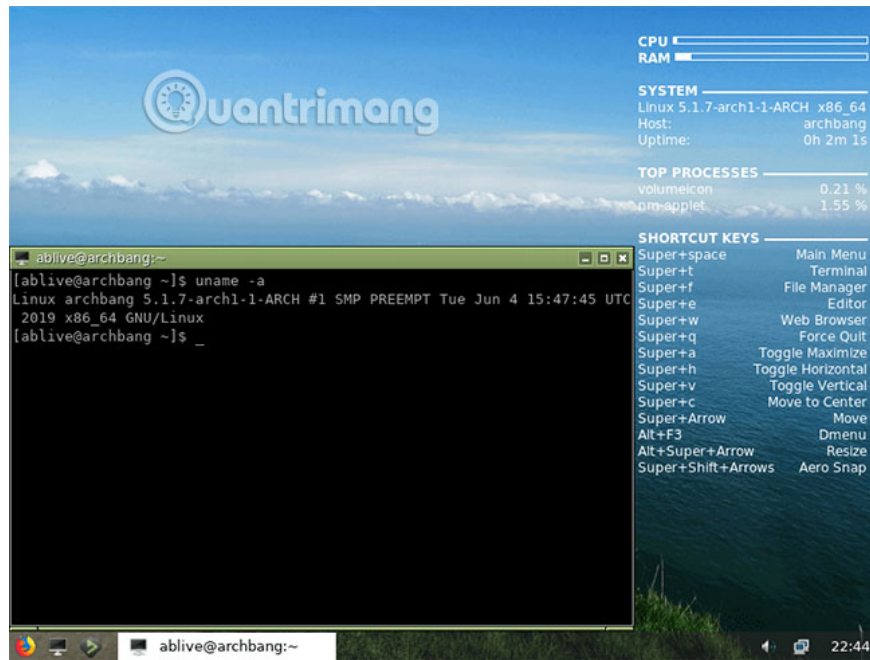 Quantrimang
CPU
RAM
SYSTEM
Linux 5.1.7-arch1-1-ARCH x86_64
Host: archbang
Uptime: 0h 2m 1s
TOP PROCESSES
volumeicon 0.21 %
nm-applet 1.55 %
SHORTCUT KEYS
Super+space Main Menu
Super+t Terminal
Super+f File Manager
Super+e Editor
Super+w Web Browser
Super+q Force Quit
Super+a Toggle Maximize
Super+h Toggle Horizontal
Super+v Toggle Vertical
Super+c Move to Center
Super+Arrow Move
Alt+F3 Dmenu
Alt+Super+Arrow Resize
Super+Shift+Arrows Aero Snap
ablive@archbang:~
[ablive@archbang ~]$ uname -a
Linux archbang 5.1.7-arch1-1-ARCH #1 SMP PREEMPT Tue Jun 4 15:47:45 UTC
2019 x86_64 GNU/Linux
[ablive@archbang ~]$ _
ablive@archbang:~
22:44